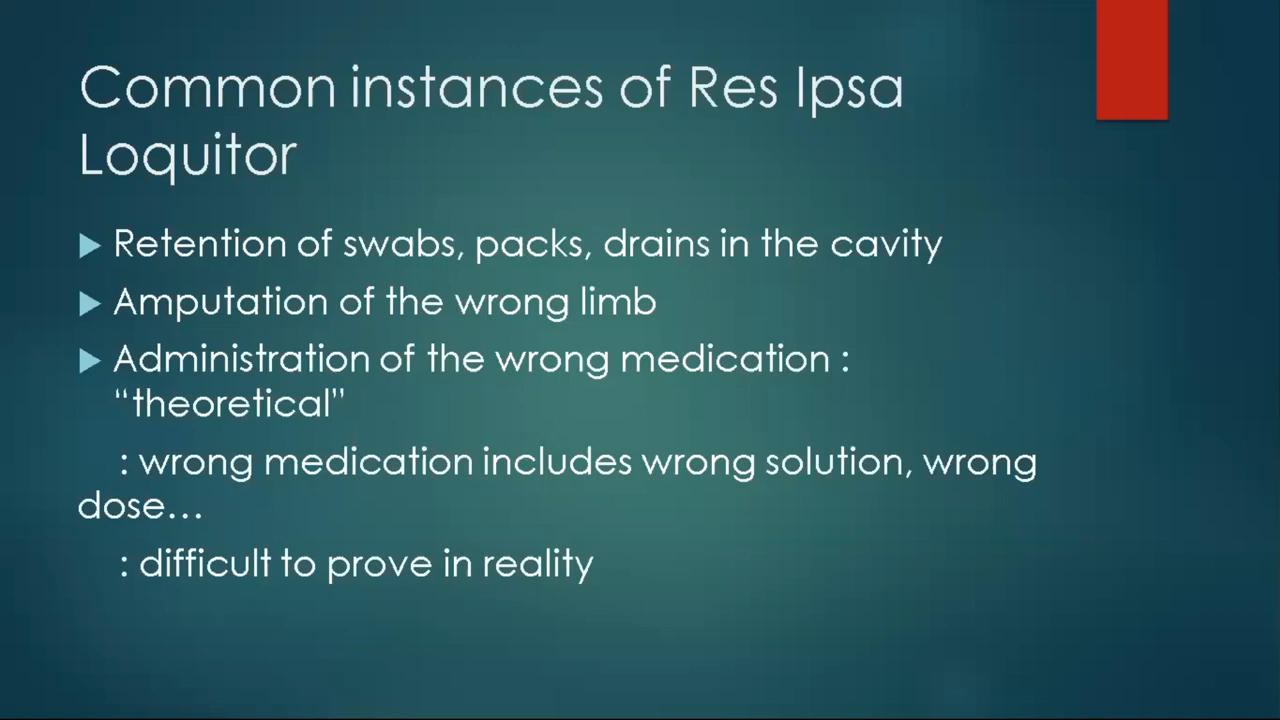 Common instances of Res Ipsa
Loquitor
Retention of swabs, packs, drains in the cavity
Amputation of the wrong limb
Administration of the wrong medication :
“theoretical”
: wrong medication includes wrong solution, wrong
dose…
: difficult to prove in reality